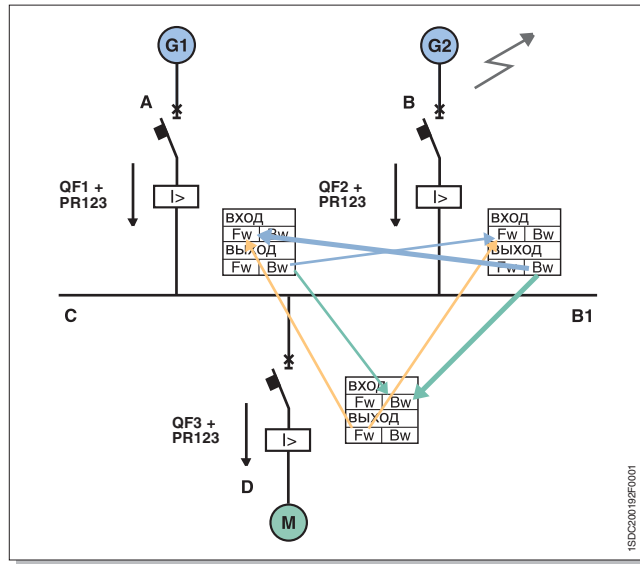 G1
G2
A
B
QF1 +
PR123
I>
QF2 +
PR123
I>
ВХОД
Fw Bw
ВЫХОД
Fw Bw
ВХОД
Fw Bw
ВЫХОД
Fw Bw
C
B1
QF3 +
PR123
I>
ВХОД
Fw Bw
ВЫХОД
Fw Bw
D
M
1SDC200192F0001